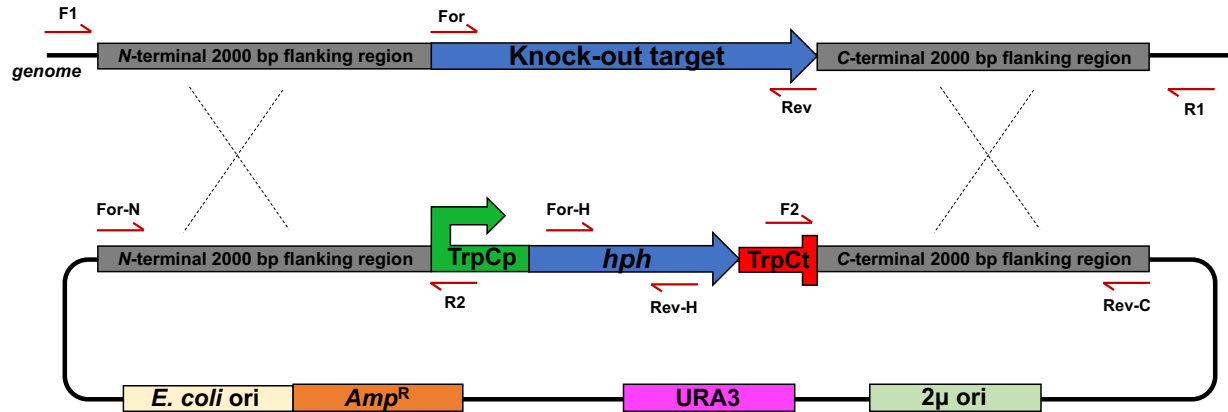 F1
For
N-terminal 2000 bp flanking region
Knock-out target
C-terminal 2000 bp flanking region
genome
Rev
R1
For-N
For-H
F2
N-terminal 2000 bp flanking region
TrpCp
hph
TrpCt
C-terminal 2000 bp flanking region
R2
Rev-H
Rev-C
E. coli ori
AmpR
URA3
2μ ori